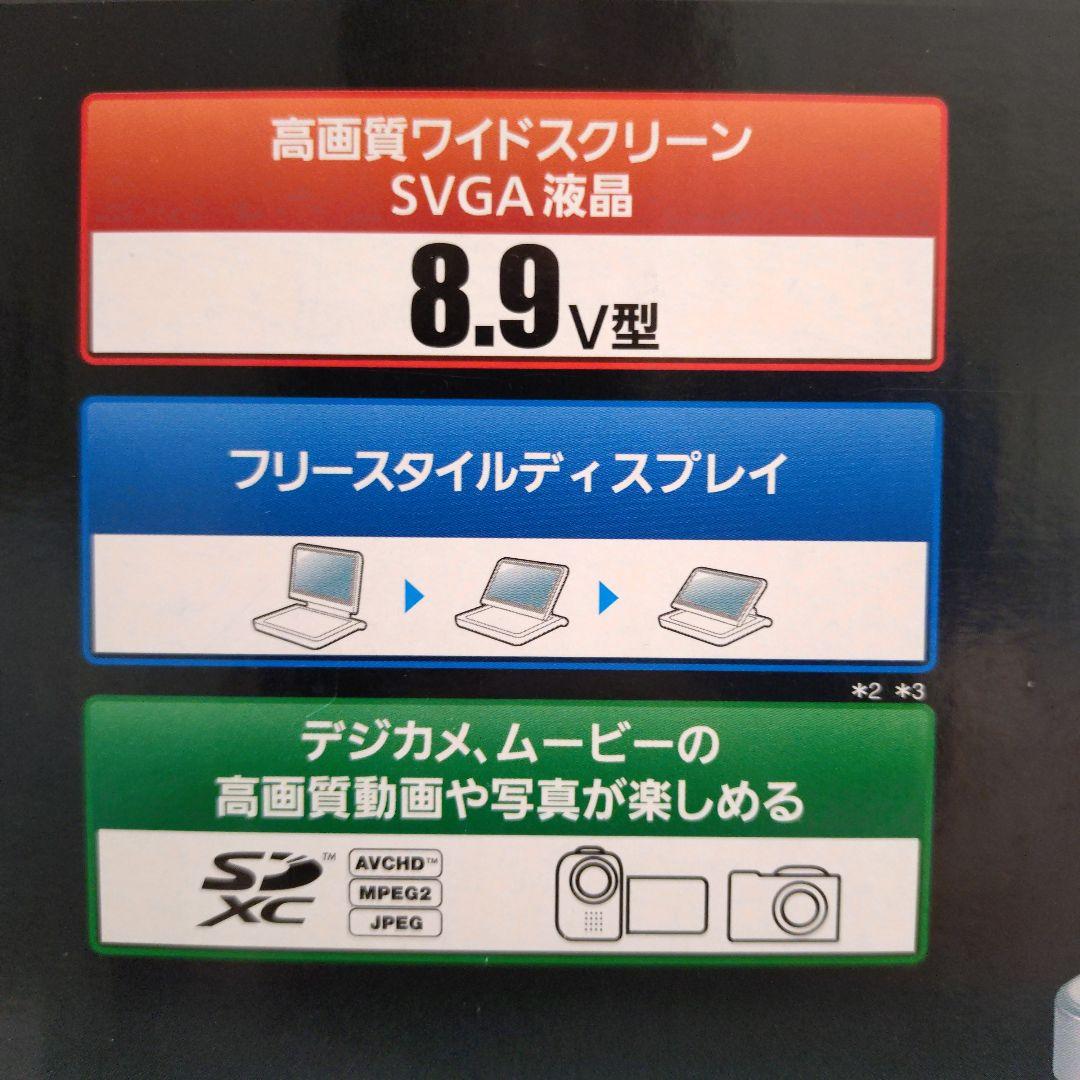 高画質ワイドスクリーン
SVGA 液晶
8.9V型
フリースタイルディスプレイ
*2 *3
デジカメ、ムービーの
高画質動画や写真が楽しめる
SD™
XC
AVCHD™
MPEG2
JPEG